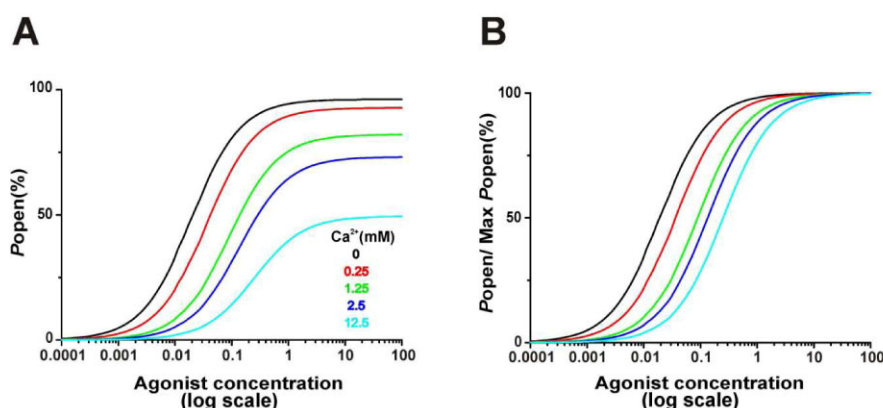 A
B
100
50
0
Popen(%)
Ca²⁺(mM)
0
0.25
1.25
2.5
12.5
0.0001 0.001 0.01 0.1 1 10 100
Agonist concentration
(log scale)
100
50
0
Popen/ Max Popen(%)
0.0001 0.001 0.01 0.1 1 10 100
Agonist concentration
(log scale)